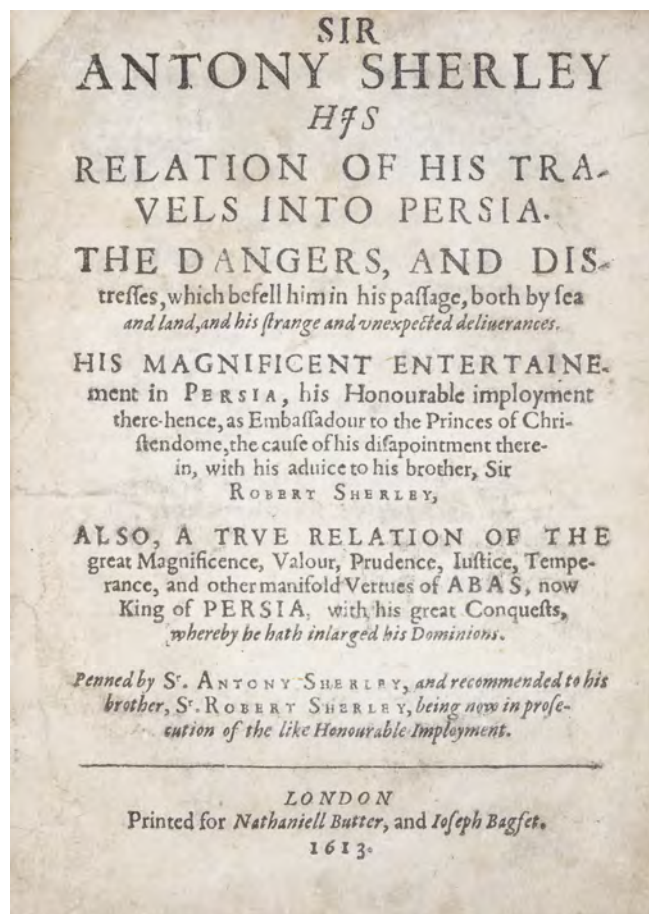 SIR
ANTONY SHERLEY
HIS
RELATION OF HIS TRA-
VELS INTO PERSIA.
THE DANGERS, AND DIS-
treſſes, which befell him in his paſſage, both by ſea
and land, and his ſtrange and vnexpected deliuerances.
HIS MAGNIFICENT ENTERTAINE-
ment in PERSIA, his Honourable imployment
there-hence, as Embaſſadour to the Princes of Chri-
ſtendome, the cauſe of his diſapointment there-
in, with his aduice to his brother, Sir
ROBERT SHERLEY,
ALSO, A TRVE RELATION OF THE
great Magnificence, Valour, Prudence, Iuſtice, Tempe-
rance, and other manifold Vertues of ABAS, now
King of PERSIA, with his great Conqueſts,
whereby he hath inlarged his Dominions.
Penned by Sr. ANTONY SHERLEY, and recommended to his
brother, Sr. ROBERT SHERLEY, being now in proſe-
cution of the like Honourable Imployment.
LONDON
Printed for Nathaniell Butter, and Ioſeph Bagfet.
1613.